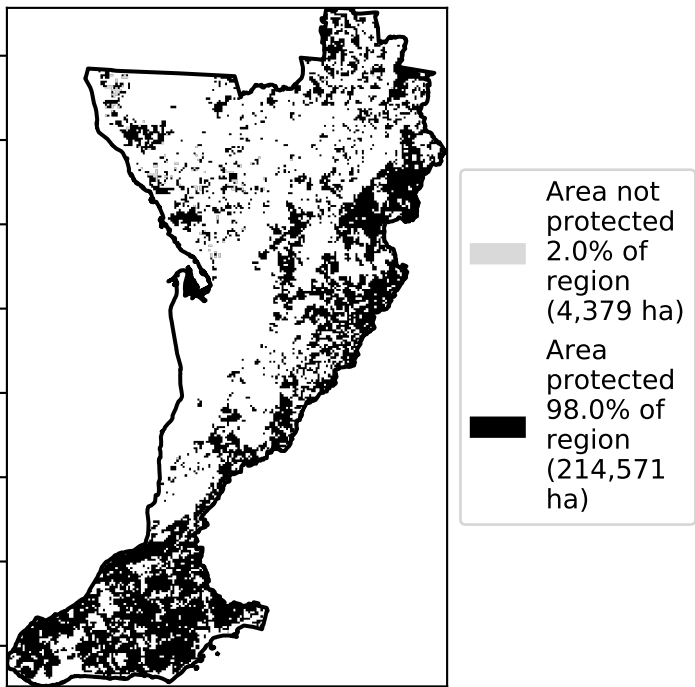 Area not
protected
2.0% of
region
(4,379 ha)
Area
protected
98.0% of
region
(214,571
ha)